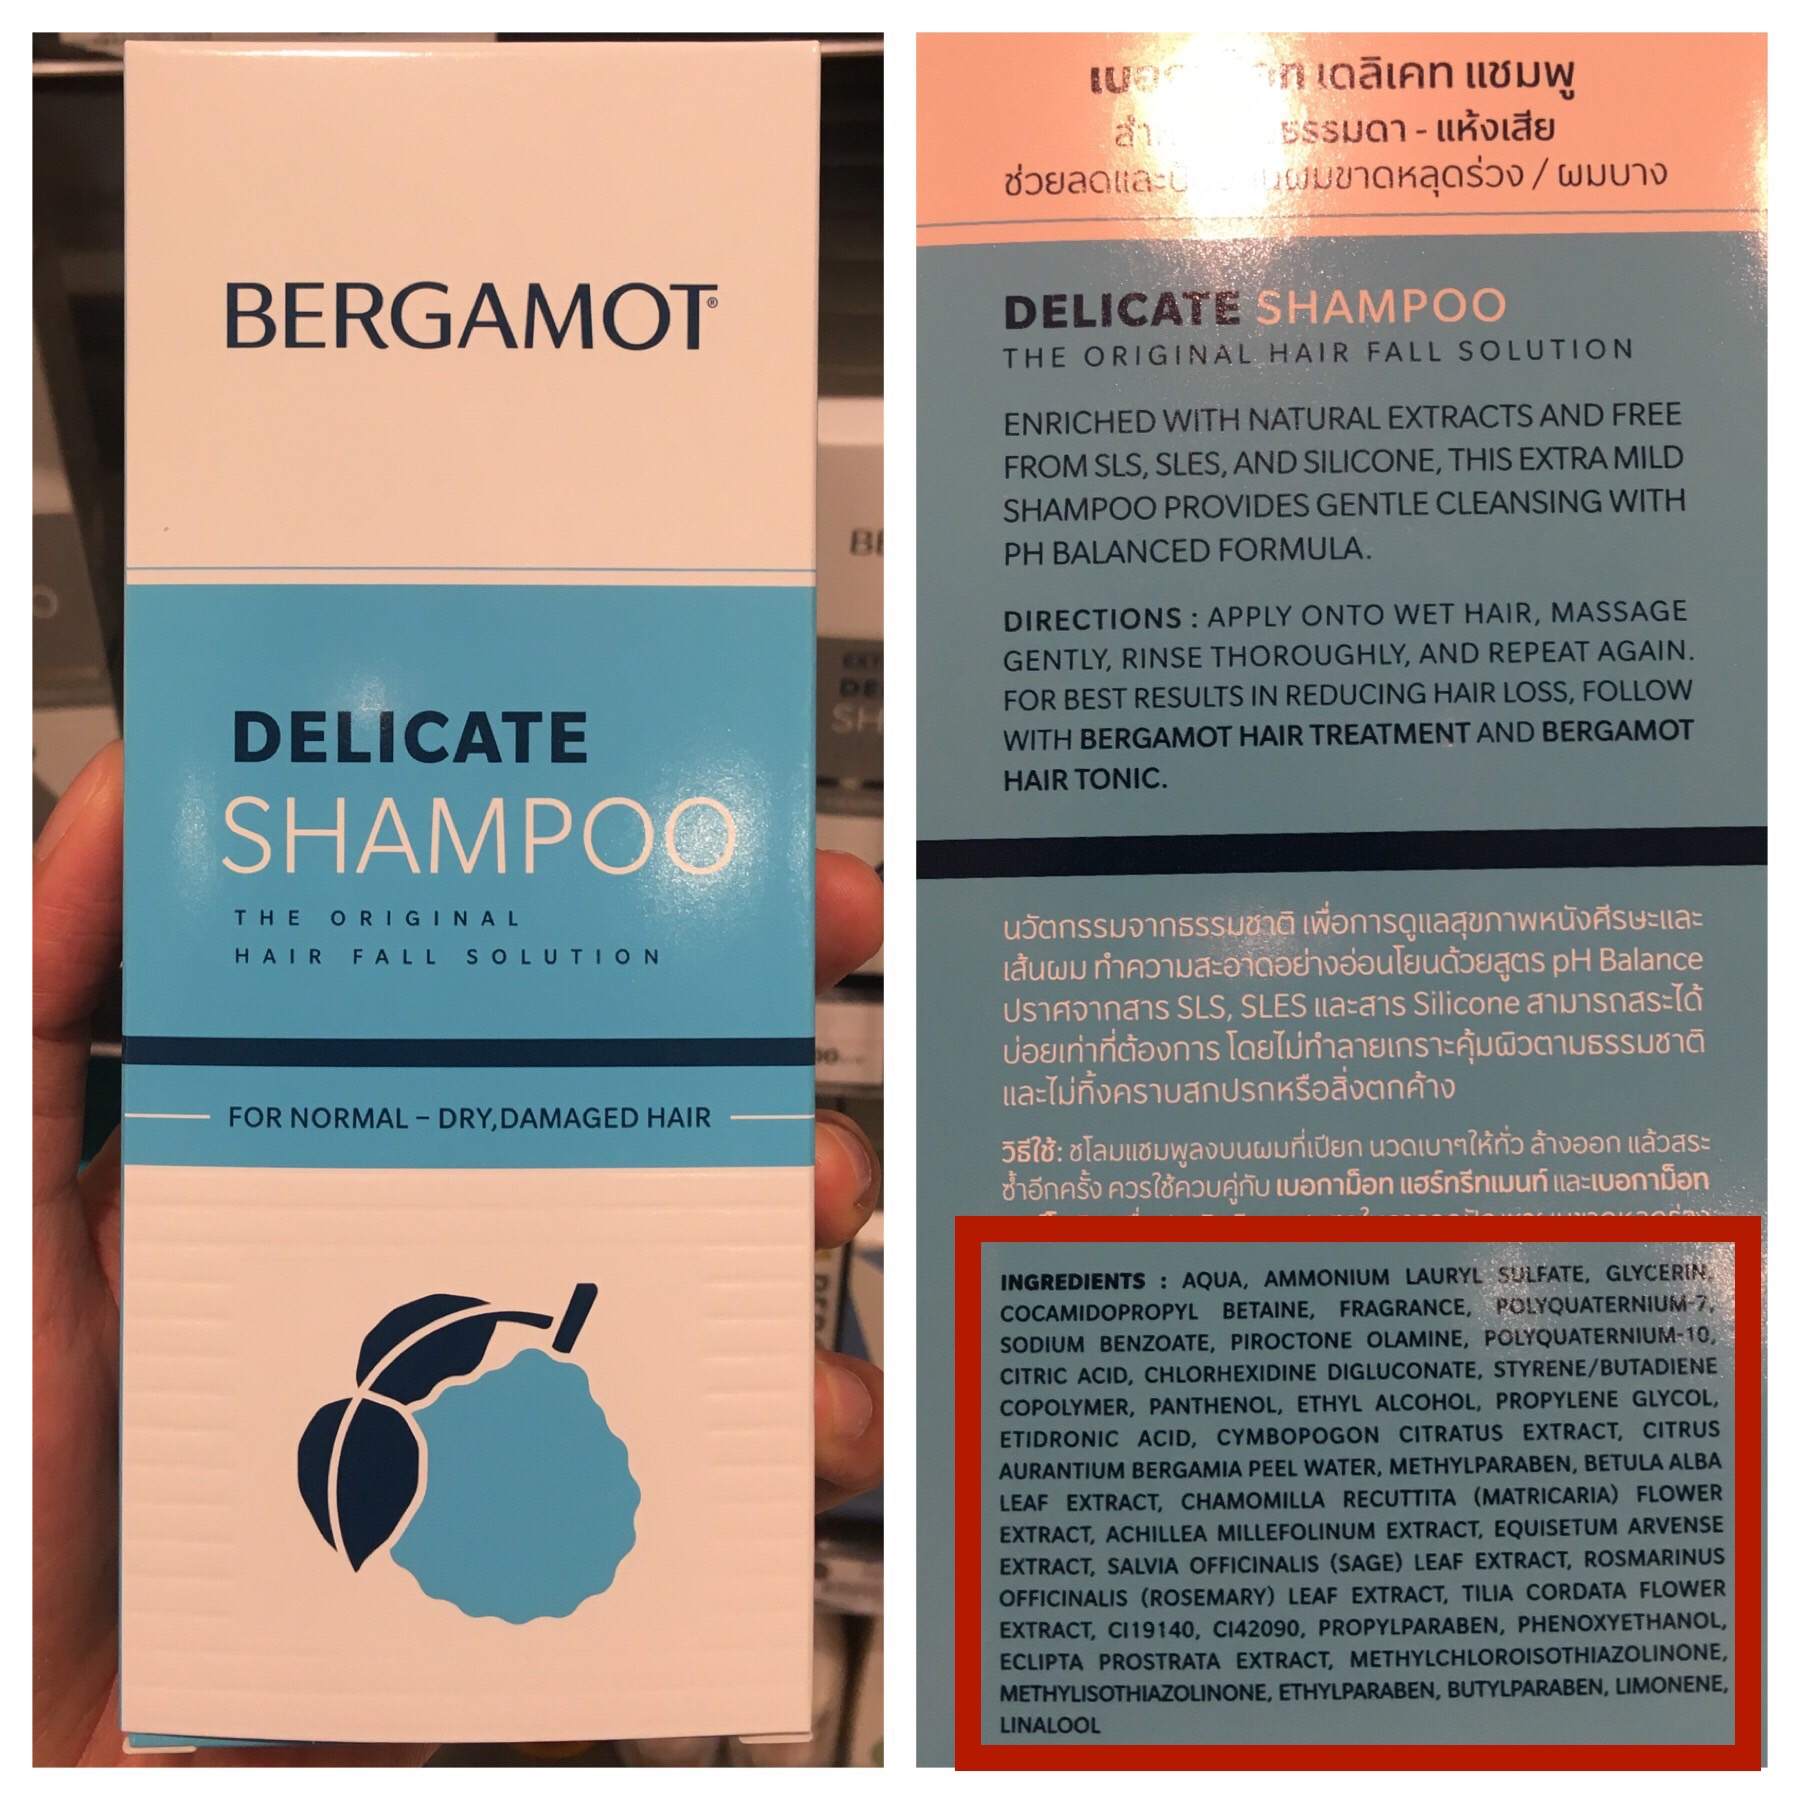 BERGAMOT®
DELICATE
SHAMPOO
THE ORIGINAL
HAIR FALL SOLUTION
FOR NORMAL – DRY,DAMAGED HAIR
เดลิเคท แชมพู
- แห้งเสีย
/ ผมบาง
DELICATE SHAMPOO
THE ORIGINAL HAIR FALL SOLUTION
ENRICHED WITH NATURAL EXTRACTS AND FREE
FROM SLS, SLES, AND SILICONE, THIS EXTRA MILD
SHAMPOO PROVIDES GENTLE CLEANSING WITH
PH BALANCED FORMULA.
DIRECTIONS : APPLY ONTO WET HAIR, MASSAGE
GENTLY, RINSE THOROUGHLY, AND REPEAT AGAIN.
FOR BEST RESULTS IN REDUCING HAIR LOSS, FOLLOW
WITH BERGAMOT HAIR TREATMENT AND BERGAMOT
HAIR TONIC.
นวัตกรรมจากธรรมชาติ เพื่อการดูแลสุขภาพหนังศีรษะและ
เส้นผม ทำความสะอาดอย่างอ่อนโยนด้วยสูตร pH Balance
ปราศจากสาร SLS, SLES และสาร Silicone สามารถสระได้
บ่อยเท่าที่ต้องการ โดยไม่ทำลายเกราะคุ้มผิวตามธรรมชาติ
และไม่ทิ้งคราบสกปรกหรือสิ่งตกค้าง
วิธีใช้: ชโลมแชมพูลงบนผมที่เปียก นวดเบาๆให้ทั่ว ล้างออก แล้วสระ
ซ้ำอีกครั้ง ควรใช้ควบคู่กับ เบอกาม็อท แฮร์ทรีทเมนท์ และเบอกาม็อท
INGREDIENTS : AQUA, AMMONIUM LAURYL SULFATE, GLYCERIN,
COCAMIDOPROPYL BETAINE, FRAGRANCE, POLYQUATERNIUM-7,
SODIUM BENZOATE, PIROCTONE OLAMINE, POLYQUATERNIUM-10,
CITRIC ACID, CHLORHEXIDINE DIGLUCONATE, STYRENE/BUTADIENE
COPOLYMER, PANTHENOL, ETHYL ALCOHOL, PROPYLENE GLYCOL,
ETIDRONIC ACID, CYMBOPOGON CITRATUS EXTRACT, CITRUS
AURANTIUM BERGAMIA PEEL WATER, METHYLPARABEN, BETULA ALBA
LEAF EXTRACT, CHAMOMILLA RECUTTITA (MATRICARIA) FLOWER
EXTRACT, ACHILLEA MILLEFOLINUM EXTRACT, EQUISETUM ARVENSE
EXTRACT, SALVIA OFFICINALIS (SAGE) LEAF EXTRACT, ROSMARINUS
OFFICINALIS (ROSEMARY) LEAF EXTRACT, TILIA CORDATA FLOWER
EXTRACT, CI19140, CI42090, PROPYLPARABEN, PHENOXYETHANOL,
ECLIPTA PROSTRATA EXTRACT, METHYLCHLOROISOTHIAZOLINONE,
METHYLISOTHIAZOLINONE, ETHYLPARABEN, BUTYLPARABEN, LIMONENE,
LINALOOL